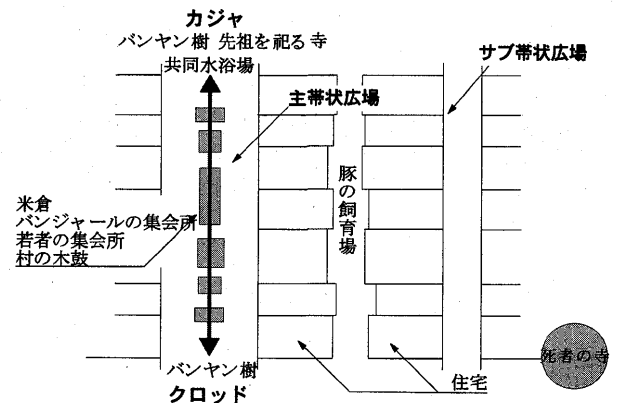 カジャ
バンヤン樹 先祖を祀る寺
共同水浴場
サブ帯状広場
主帯状広場
豚の飼育場
米倉
バンジャールの集会所
若者の集会所
村の木鼓
死者の寺
バンヤン樹
住宅
クロッド